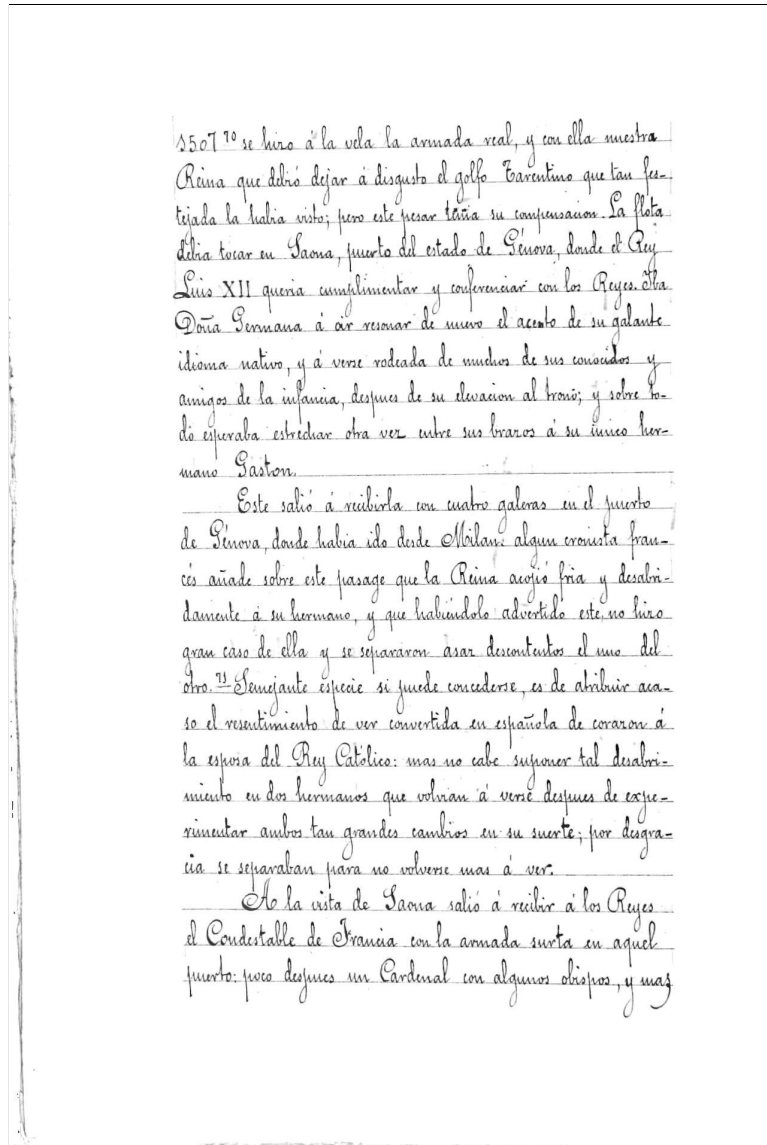 1507 70 se hizo á la vela la armada real, y con ella nuestra
Reina que debió dejar á disgusto el golfo Tarentino que tan fes-
tejada la habia visto; pero este pesar tenia su compensacion. La flota
debia tocar en Saona, puerto del estado de Génova, donde el Rey
Luis XII queria cumplimentar y conferenciar con los Reyes. Iba
Doña Germana á oir resonar de nuevo el acento de su galante
idioma nativo, y á verse rodeada de muchos de sus conocidos y
amigos de la infancia, despues de su elevacion al trono; y sobre to-
do esperaba estrechar otra vez entre sus brazos á su único her-
mano Gaston.
Este salió á recibirla con cuatro galeras en el puerto
de Génova, donde habia ido desde Milan: algun cronista fran-
cés añade sobre este pasage que la Reina acojió fria y desabri-
damente á su hermano, y que habiéndolo advertido este, no hizo
gran caso de ella y se separaron asaz descontentos el uno del
otro. 71 Semejante especie si puede concederse, es de atribuir aca-
so el resentimiento de ver convertida en española de corazon á
la esposa del Rey Católico: mas no cabe suponer tal desabri-
miento en dos hermanos que volvian á verse despues de expe-
rimentar ambos tan grandes cambios en su suerte; por desgra-
cia se separaban para no volverse mas á ver.
A la vista de Saona salió á recibir á los Reyes
el Condestable de Francia con la armada surta en aquel
puerto: poco despues un Cardenal con algunos obispos, y mas